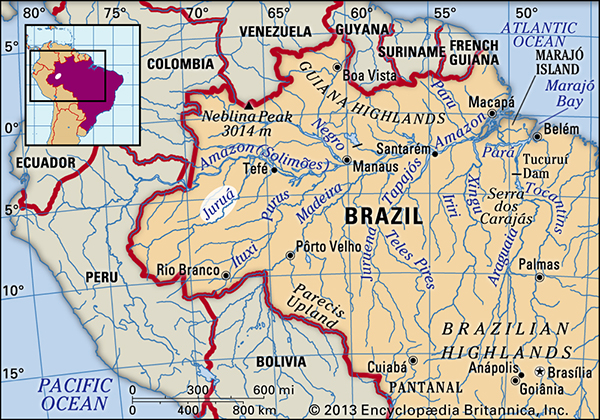 80° 75° 70° 65° 60° 55° 50°
5°
0°
5°
10°
15°
ATLANTIC
OCEAN
VENEZUELA
GUYANA
SURINAME
FRENCH
GUIANA
COLOMBIA
MARAJÓ
ISLAND
Marajó
Bay
Boa Vista
GUIANA HIGHLANDS
Paru
Macapá
Neblina Peak
3014 m
Negro
Santarém
Amazon
Belém
ECUADOR
Amazon (Solimões)
Manaus
Pará
Tucuruí
Dam
Tefé
Tapajós
Xingu
Tocantins
Juruá
Purus
Madeira
Iriri
Serra
dos
Carajás
BRAZIL
Araguaia
PERU
Ituxi
Pôrto Velho
Juruena
Teles Pires
Rio Branco
Palmas
Parecis
Upland
BRAZILIAN
HIGHLANDS
BOLIVIA
Cuiabá
Anápolis
Brasília
PANTANAL
Goiânia
PACIFIC
OCEAN
0 200 400 600 mi
0 400 800 km
© 2013 Encyclopædia Britannica, Inc.